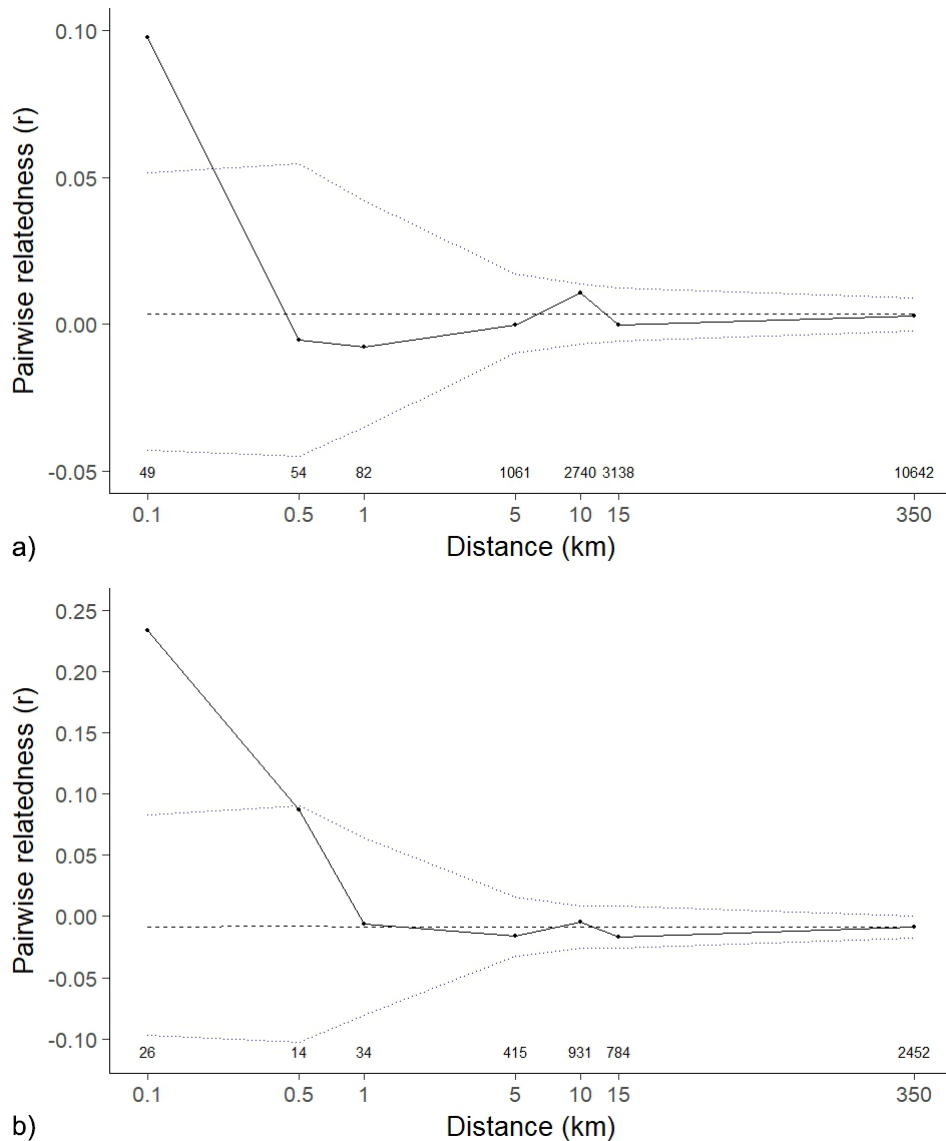 0.10
0.05
0.00
-0.05
Pairwise relatedness (r)
49 54 82 1061 2740 3138 10642
0.1 0.5 1 5 10 15 350
Distance (km)
a)
0.25
0.20
0.15
0.10
0.05
0.00
-0.05
-0.10
Pairwise relatedness (r)
26 14 34 415 931 784 2452
0.1 0.5 1 5 10 15 350
Distance (km)
b)